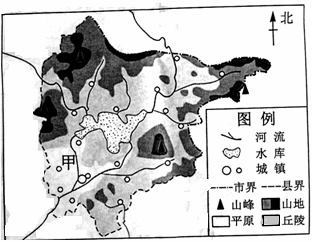 北
甲
图例
河流
水库
城镇
市界 县界
山峰 山地
平原 丘陵